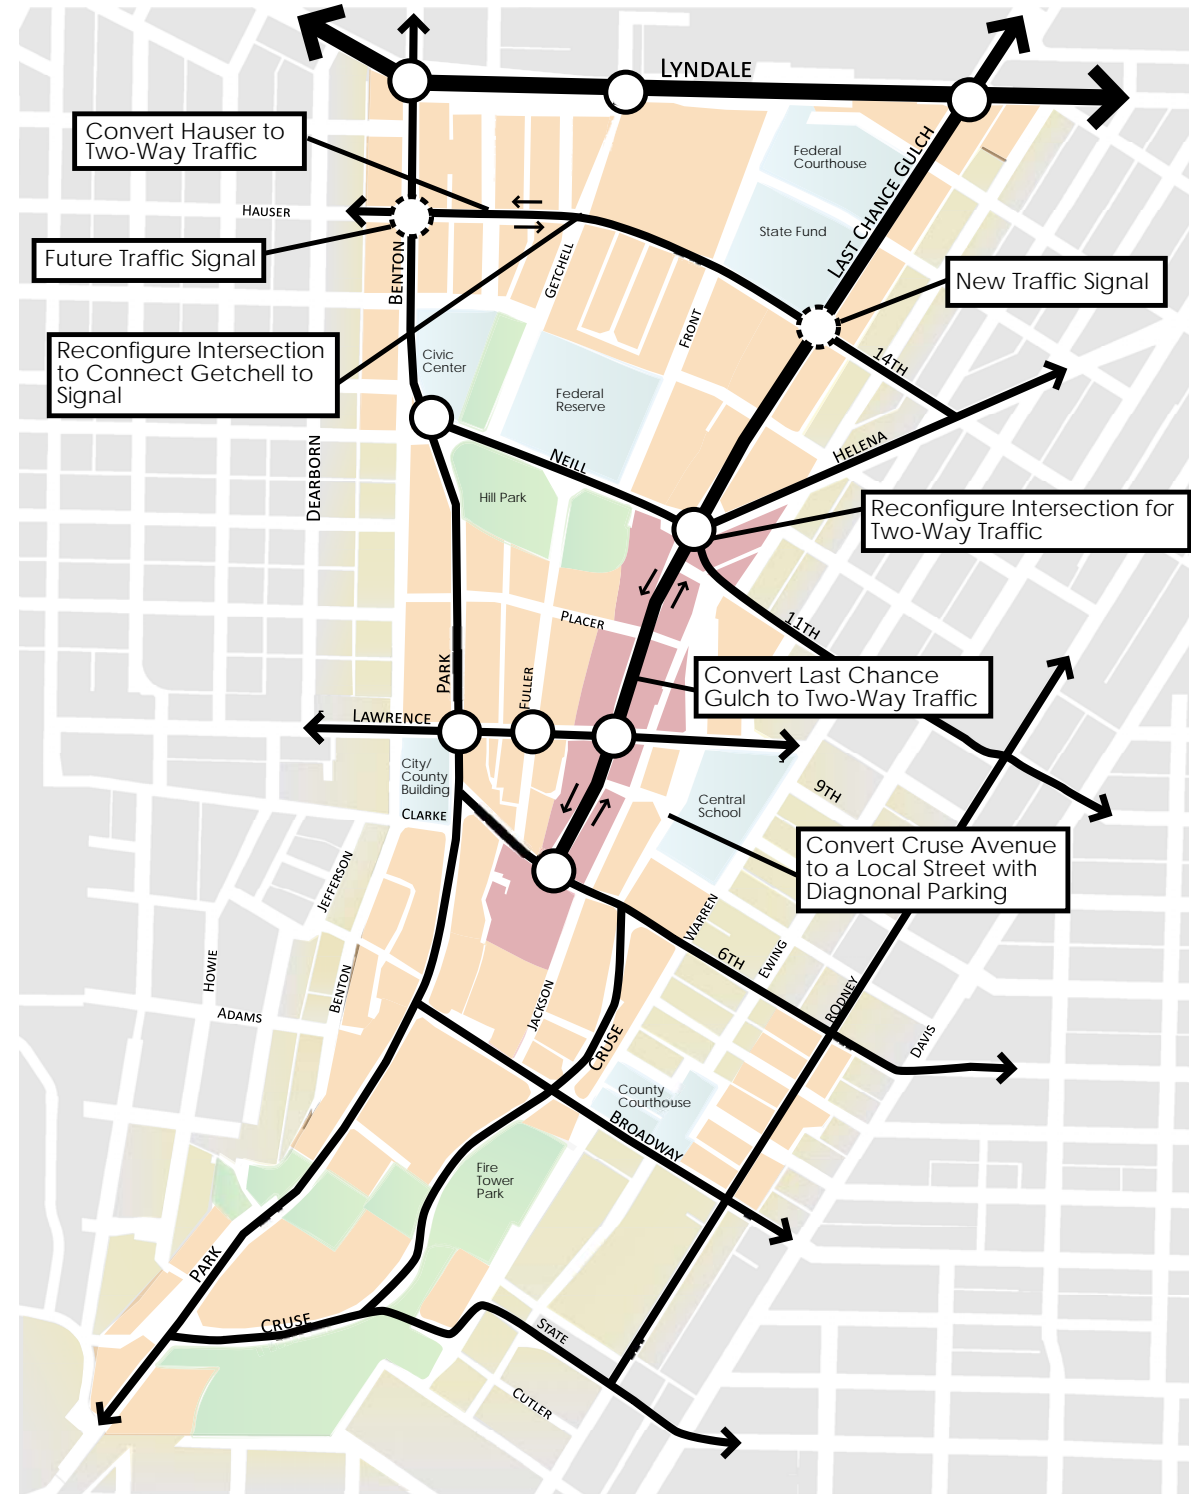 LYNDALE
Convert Hauser to
Two-Way Traffic
Federal
Courthouse
LAST CHANCE GULCH
HAUSER
State Fund
Future Traffic Signal
BENTON
GETCHELL
New Traffic Signal
FRONT
Reconfigure Intersection
to Connect Getchell to
Signal
Civic
Center
14TH
Federal
Reserve
HELENA
DEARBORN
NEILL
Hill Park
Reconfigure Intersection for
Two-Way Traffic
PLACER
11TH
PARK
FULLER
Convert Last Chance
Gulch to Two-Way Traffic
LAWRENCE
City/
County
Building
CLARKE
Central
School
9TH
Convert Cruse Avenue
to a Local Street with
Diagnonal Parking
JEFFERSON
WARREN
6TH
EWING
HOWIE
BENTON
ADAMS
JACKSON
RODNEY
DAVIS
CRUSE
County
Courthouse
BROADWAY
Fire
Tower
Park
PARK
CRUSE
STATE
CUTLER